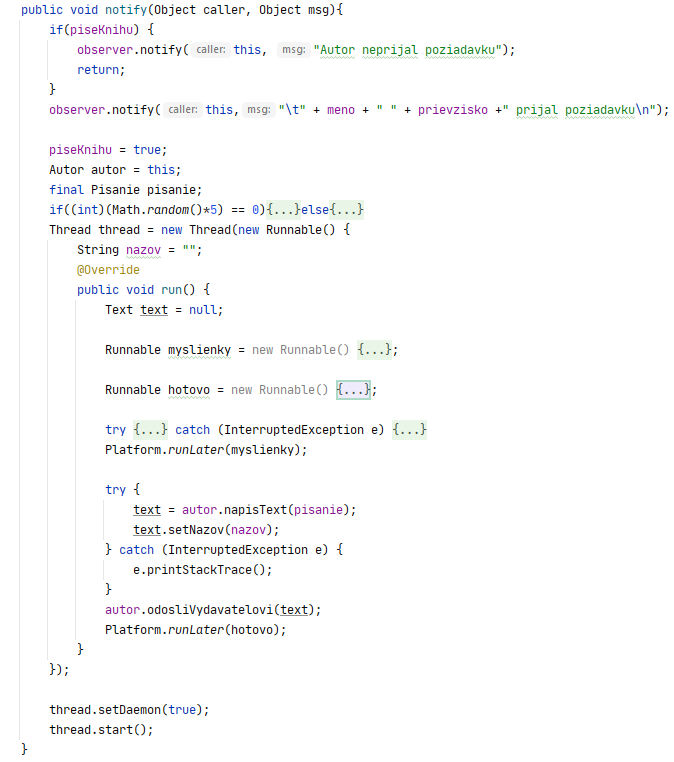 public void notify(Object caller, Object msg){
if(piseKnihu) {
observer.notify( caller: this, msg: "Autor neprijal poziadavku");
return;
}
observer.notify( caller: this, msg: "\t" + meno + " " + prievzisko +" prijal poziadavku\n");
piseKnihu = true;
Autor autor = this;
final Pisanie pisanie;
if((int)(Math.random()*5) == 0){...}else{...}
Thread thread = new Thread(new Runnable() {
String nazov = "";
@Override
public void run() {
Text text = null;
Runnable myslienky = new Runnable() {...};
Runnable hotovo = new Runnable() {...};
try {...} catch (InterruptedException e) {...}
Platform.runLater(myslienky);
try {
text = autor.napisText(pisanie);
text.setNazov(nazov);
} catch (InterruptedException e) {
e.printStackTrace();
}
autor.odosliVydavatelovi(text);
Platform.runLater(hotovo);
}
});
thread.setDaemon(true);
thread.start();
}